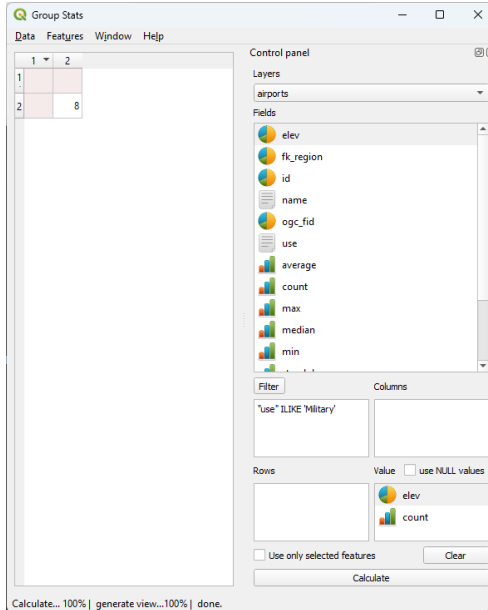 Group Stats
Data Features Window Help
1 2
1
2 8
Control panel
Layers
airports
Fields
elev
fk_region
id
name
ogc_fid
use
average
count
max
median
min
Filter
Columns
"use" ILIKE 'Military'
Rows
Value use NULL values
elev
count
Use only selected features
Clear
Calculate
Calculate... 100% | generate view...100% | done.